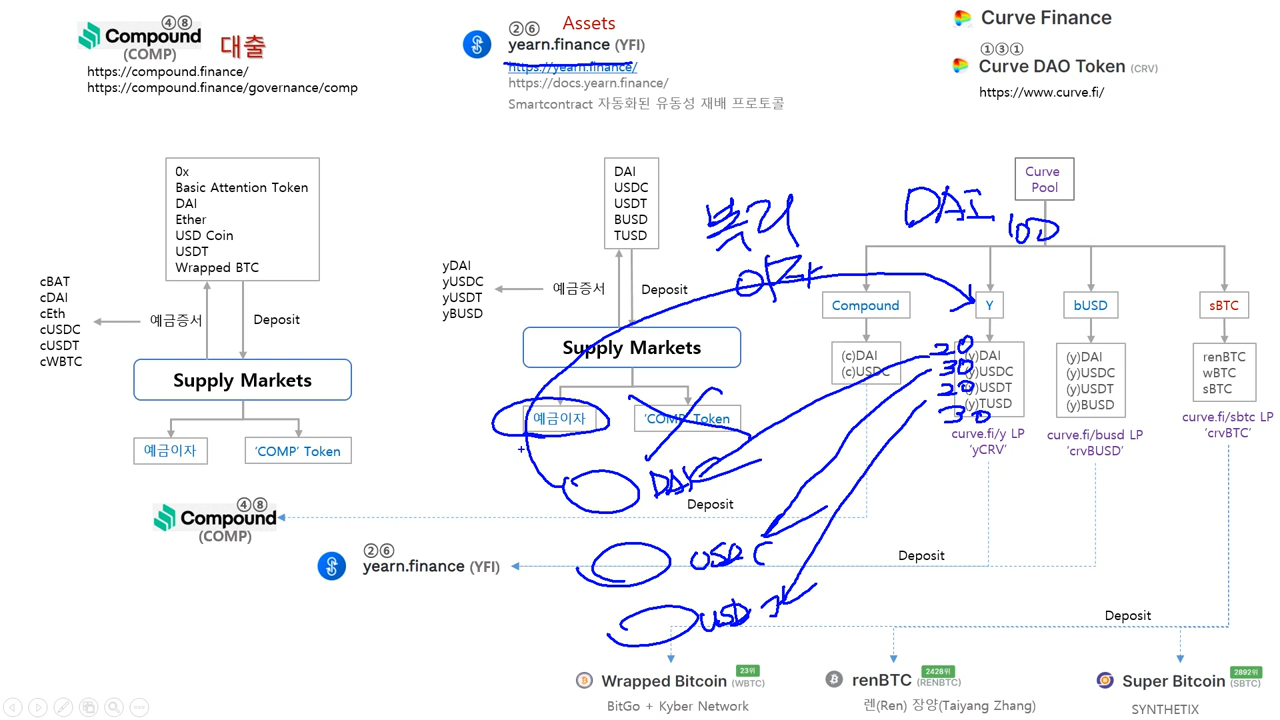 ④⑧
Compound
(COMP)
대출
https://compound.finance/
https://compound.finance/governance/comp
②⑥
Assets
yearn.finance (YFI)
https://yearn.finance/
https://docs.yearn.finance/
Smartcontract 자동화된 유동성 재배 프로토콜
Curve Finance
①③①
Curve DAO Token (CRV)
https://www.curve.fi/
0x
Basic Attention Token
DAI
Ether
USD Coin
USDT
Wrapped BTC
cBAT
cDAI
cEth
cUSDC
cUSDT
cWBTC
예금증서
Deposit
Supply Markets
예금이자
'COMP' Token
DAI
USDC
USDT
BUSD
TUSD
yDAI
yUSDC
yUSDT
yBUSD
예금증서
Deposit
Supply Markets
예금이자
'COMP' Token
복리
이자
DAI
100
Curve
Pool
Compound
Y
bUSD
sBTC
(c)DAI
(c)USDC
20
30
20
30
(y)DAI
(y)USDC
(y)USDT
(y)TUSD
(y)DAI
(y)USDC
(y)USDT
(y)BUSD
renBTC
wBTC
sBTC
curve.fi/y LP
'yCRV'
curve.fi/busd LP
'crvBUSD'
curve.fi/sbtc LP
'crvBTC'
DAI
Deposit
④⑧
Compound
(COMP)
②⑥
yearn.finance (YFI)
USDC
Deposit
USDT
Deposit
Wrapped Bitcoin (WBTC)
23위
BitGo + Kyber Network
renBTC (RENBTC)
2428위
렌(Ren) 장양(Taiyang Zhang)
Super Bitcoin (SBTC)
2892위
SYNTHETIX